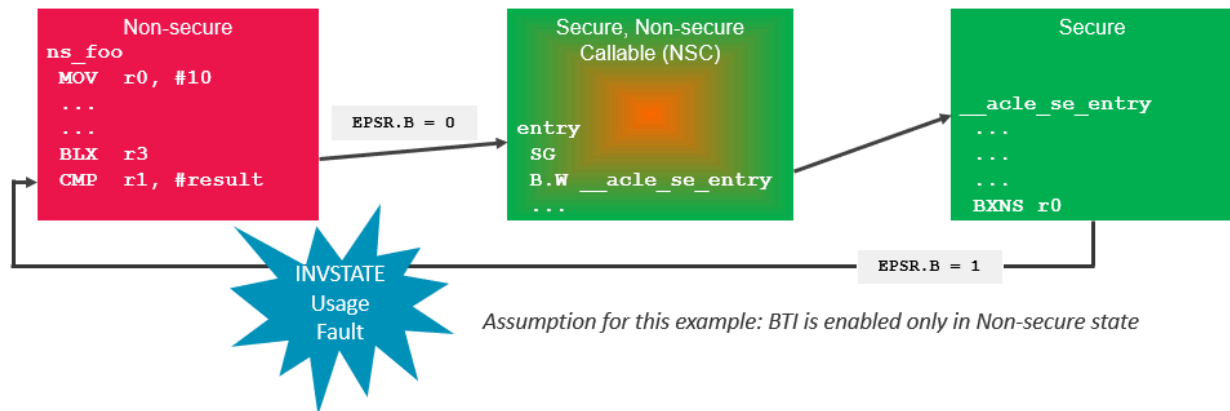 Non-secure
ns_foo
MOV r0, #10
...
...
BLX r3
CMP r1, #result
EPSR.B = 0
Secure, Non-secure
Callable (NSC)
entry
SG
B.W __acle_se_entry
...
Secure
__acle_se_entry
...
...
...
BXNS r0
EPSR.B = 1
INVSTATE
Usage
Fault
Assumption for this example: BTI is enabled only in Non-secure state